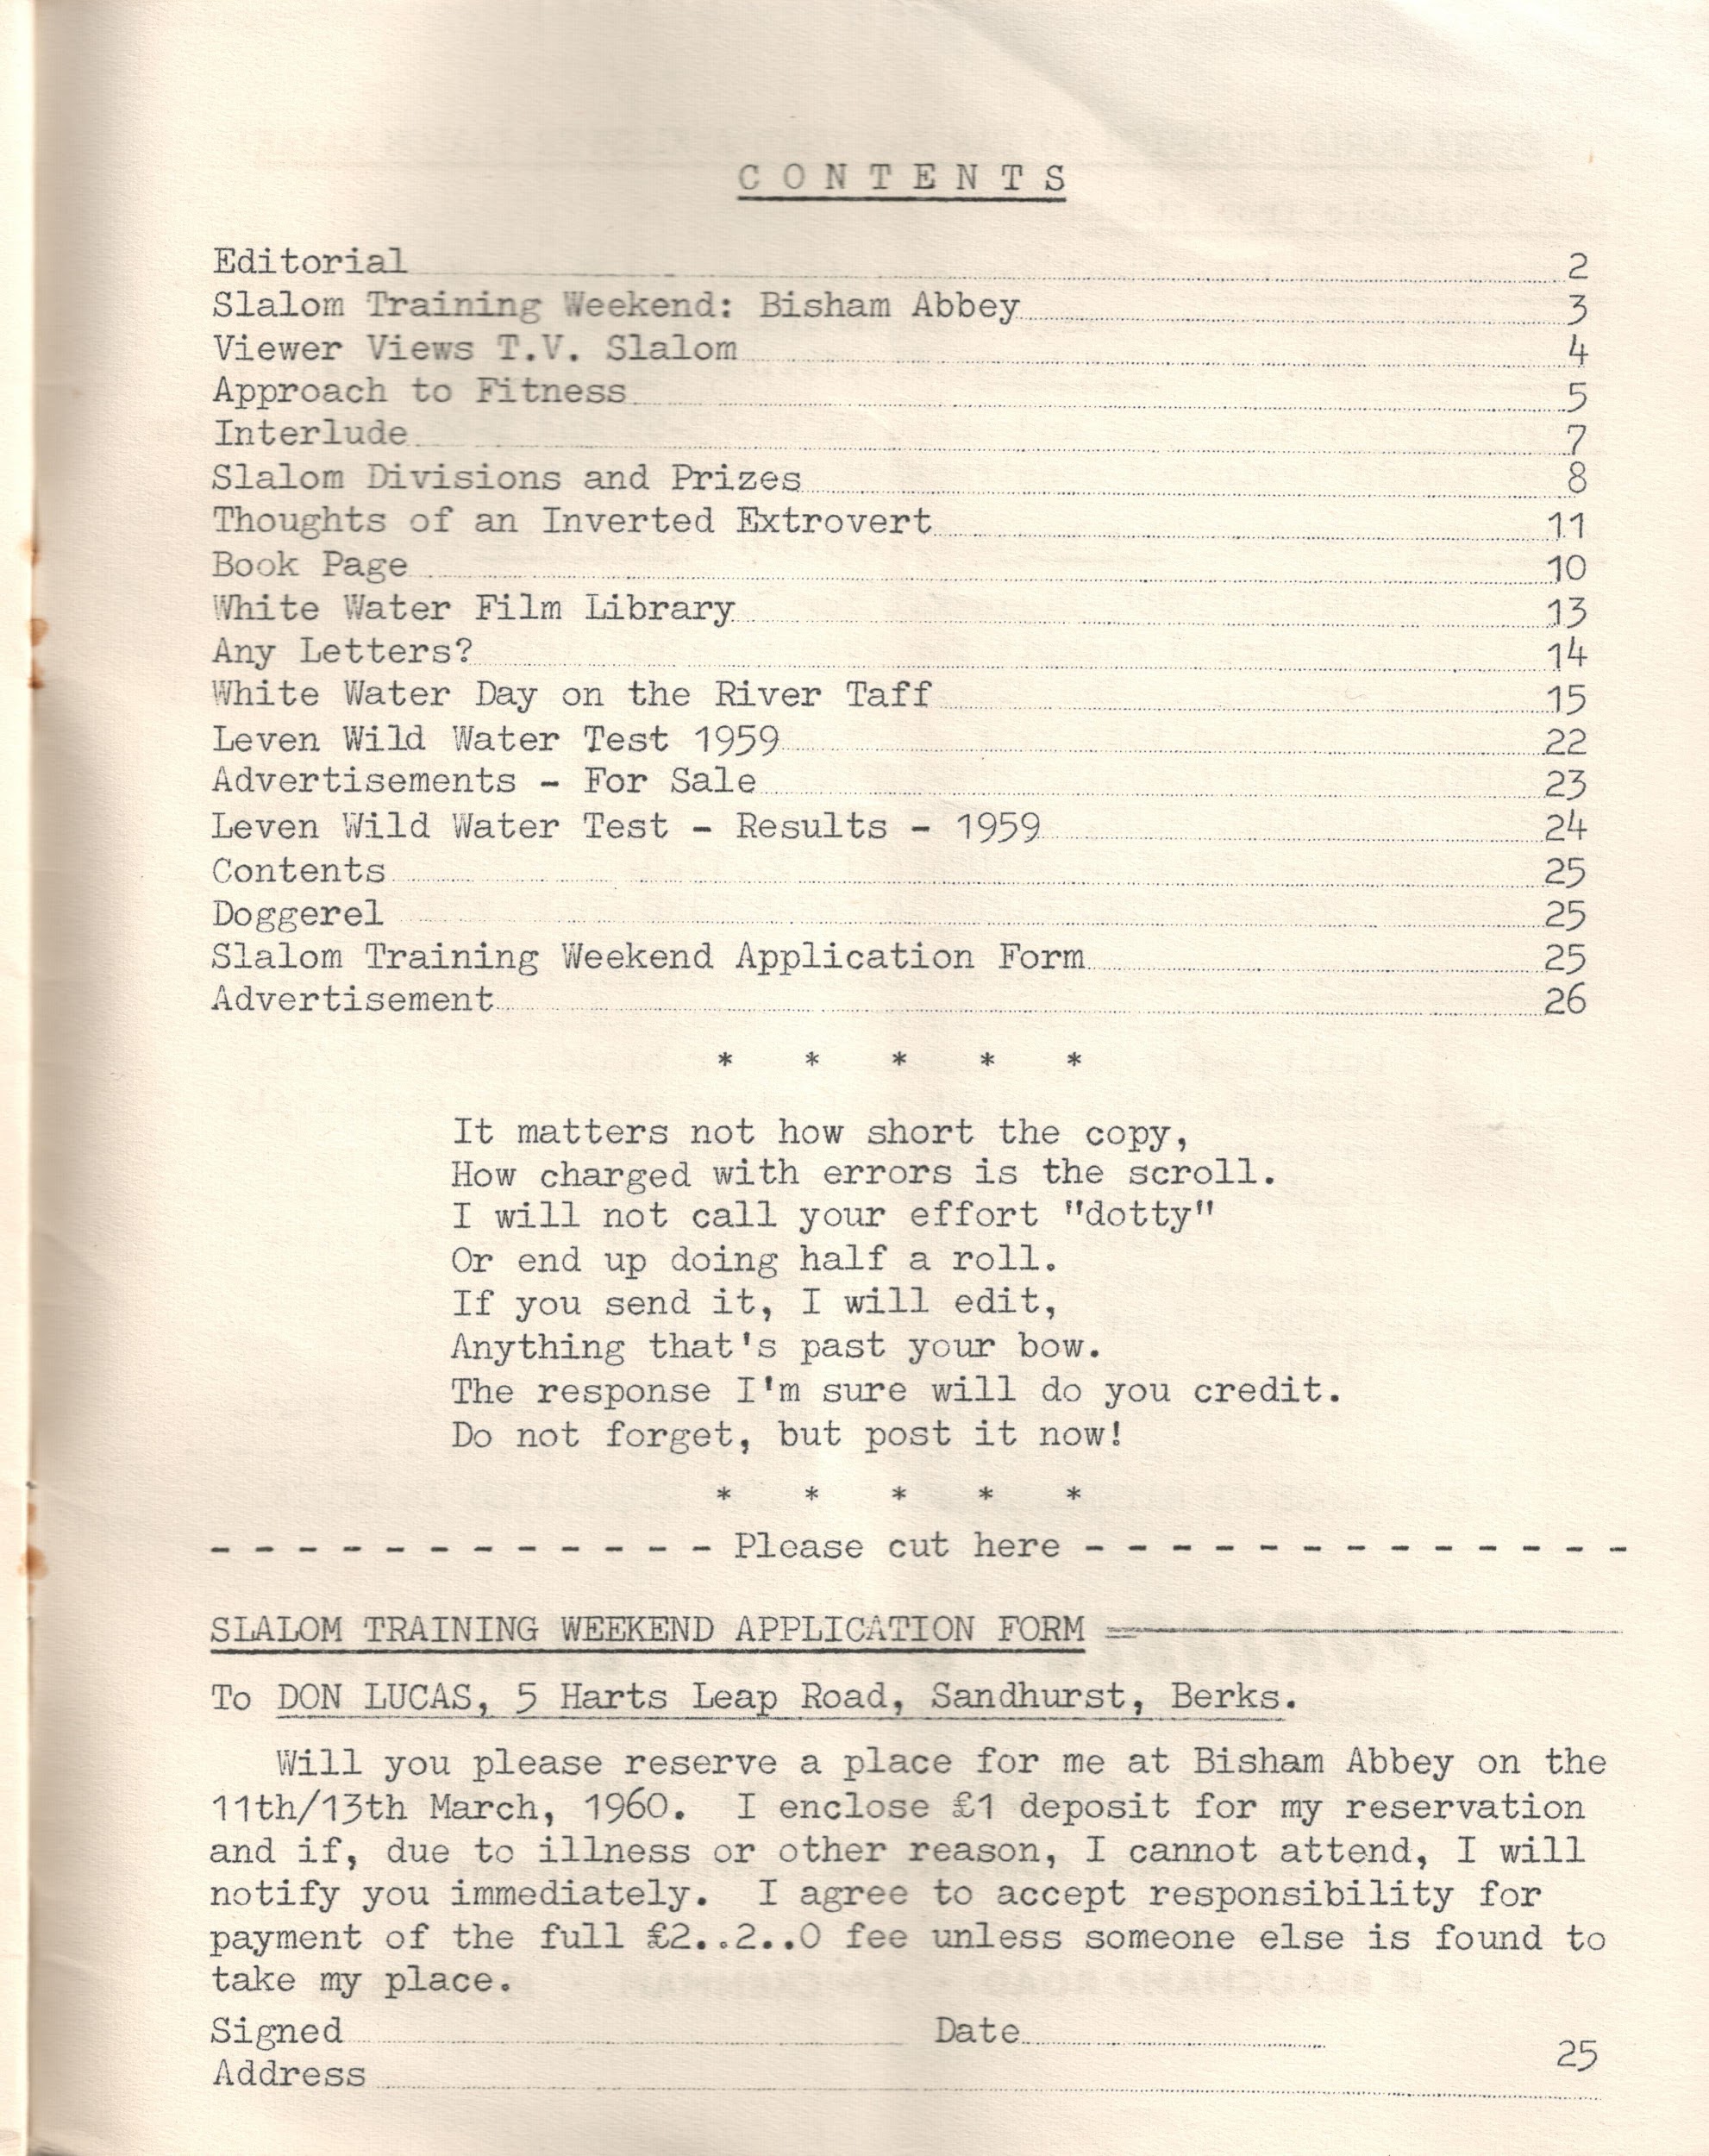 C O N T E N T S
Editorial 2
Slalom Training Weekend: Bisham Abbey 3
Viewer Views T.V. Slalom 4
Approach to Fitness 5
Interlude 7
Slalom Divisions and Prizes 8
Thoughts of an Inverted Extrovert 11
Book Page 10
White Water Film Library 13
Any Letters? 14
White Water Day on the River Taff 15
Leven Wild Water Test 1959 22
Advertisements - For Sale 23
Leven Wild Water Test - Results - 1959 24
Contents 25
Doggerel 25
Slalom Training Weekend Application Form 25
Advertisement 26
* * * * *
It matters not how short the copy,
How charged with errors is the scroll.
I will not call your effort "dotty"
Or end up doing half a roll.
If you send it, I will edit,
Anything that's past your bow.
The response I'm sure will do you credit.
Do not forget, but post it now!
* * * * *
- - - - - - - - - - - - Please cut here - - - - - - - - - - - - -
SLALOM TRAINING WEEKEND APPLICATION FORM
To DON LUCAS, 5 Harts Leap Road, Sandhurst, Berks.
Will you please reserve a place for me at Bisham Abbey on the
11th/13th March, 1960. I enclose £1 deposit for my reservation
and if, due to illness or other reason, I cannot attend, I will
notify you immediately. I agree to accept responsibility for
payment of the full £2..2..0 fee unless someone else is found to
take my place.
Signed Date
Address
25